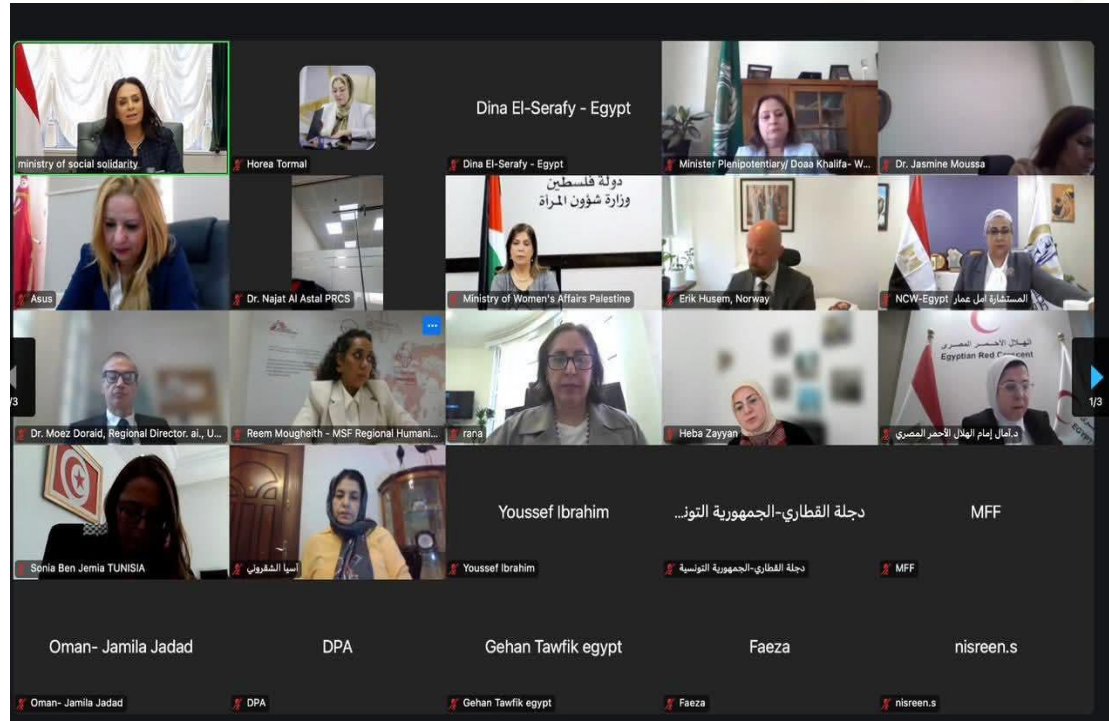 ministry of social solidarity
Horea Tormal
Dina El-Serafy - Egypt
Dina El-Serafy - Egypt
Minister Plenipotentiary/ Doaa Khalifa- W...
Dr. Jasmine Moussa
Asus
Dr. Najat Al Astal PRCS
دولة فلسطين
وزارة شؤون المرأة
Ministry of Women's Affairs Palestine
Erik Husem, Norway
NCW-Egypt المستشارة امل عمار
Dr. Moez Doraid, Regional Director. ai., U...
Reem Mougheith - MSF Regional Humani...
rana
Heba Zayyan
الهلال الأحمر المصرى
Egyptian Red Crescent
د.آمال إمام الهلال الأحمر المصري
1/3
Sonia Ben Jemia TUNISIA
آسيا الشقروني
Youssef Ibrahim
Youssef Ibrahim
دجلة القطاري-الجمهورية التونـ...
دجلة القطاري-الجمهورية التونسية
MFF
MFF
Oman- Jamila Jadad
Oman- Jamila Jadad
DPA
DPA
Gehan Tawfik egypt
Gehan Tawfik egypt
Faeza
Faeza
nisreen.s
nisreen.s